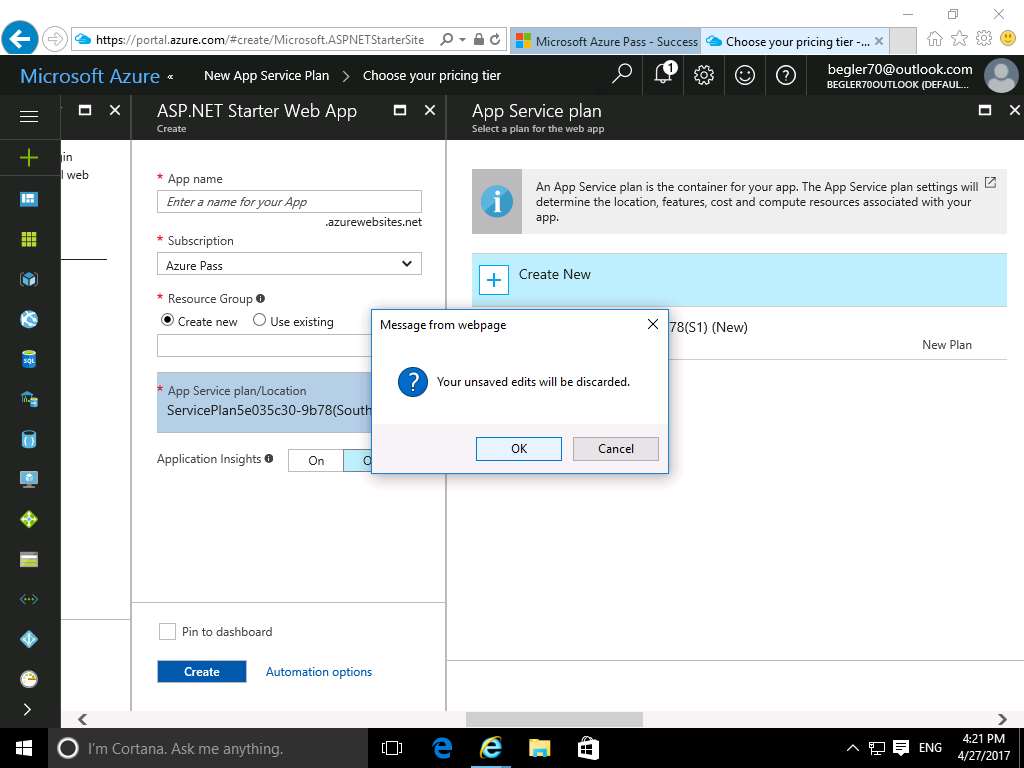 https://portal.azure.com/#create/Microsoft.ASPNETStarterSite
Microsoft Azure Pass - Success
Choose your pricing tier -...
Microsoft Azure «
New App Service Plan > Choose your pricing tier
1
begler70@outlook.com
BEGLER70OUTLOOK (DEFAUL...
ASP.NET Starter Web App
Create
App Service plan
Select a plan for the web app
l web
* App name
Enter a name for your App
.azurewebsites.net
* Subscription
Azure Pass
* Resource Group
Create new
Use existing
* App Service plan/Location
ServicePlan5e035c30-9b78(South
Application Insights
On
An App Service plan is the container for your app. The App Service plan settings will
determine the location, features, cost and compute resources associated with your
app.
Create New
78(S1) (New)
New Plan
Message from webpage
Your unsaved edits will be discarded.
OK
Cancel
SQL
Pin to dashboard
Create
Automation options
I'm Cortana. Ask me anything.
ENG
4:21 PM
4/27/2017